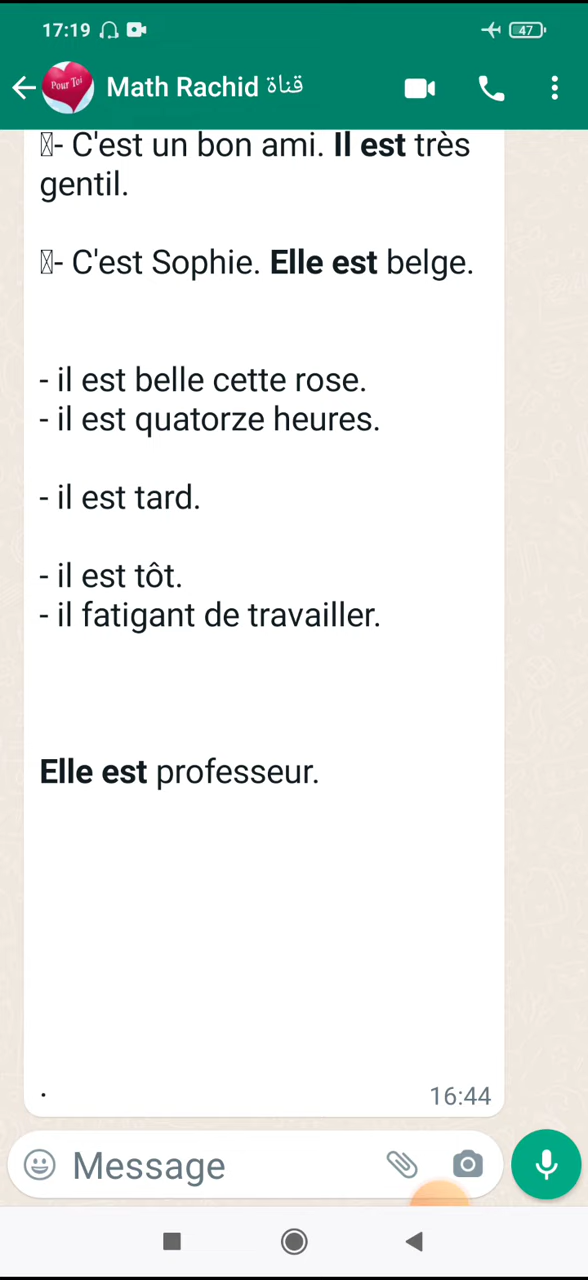 17:19
47
Pour Toi
Math Rachid قناة
- C'est un bon ami. Il est très
gentil.
- C'est Sophie. Elle est belge.
- il est belle cette rose.
- il est quatorze heures.
- il est tard.
- il est tôt.
- il fatigant de travailler.
Elle est professeur.
.
16:44
Message